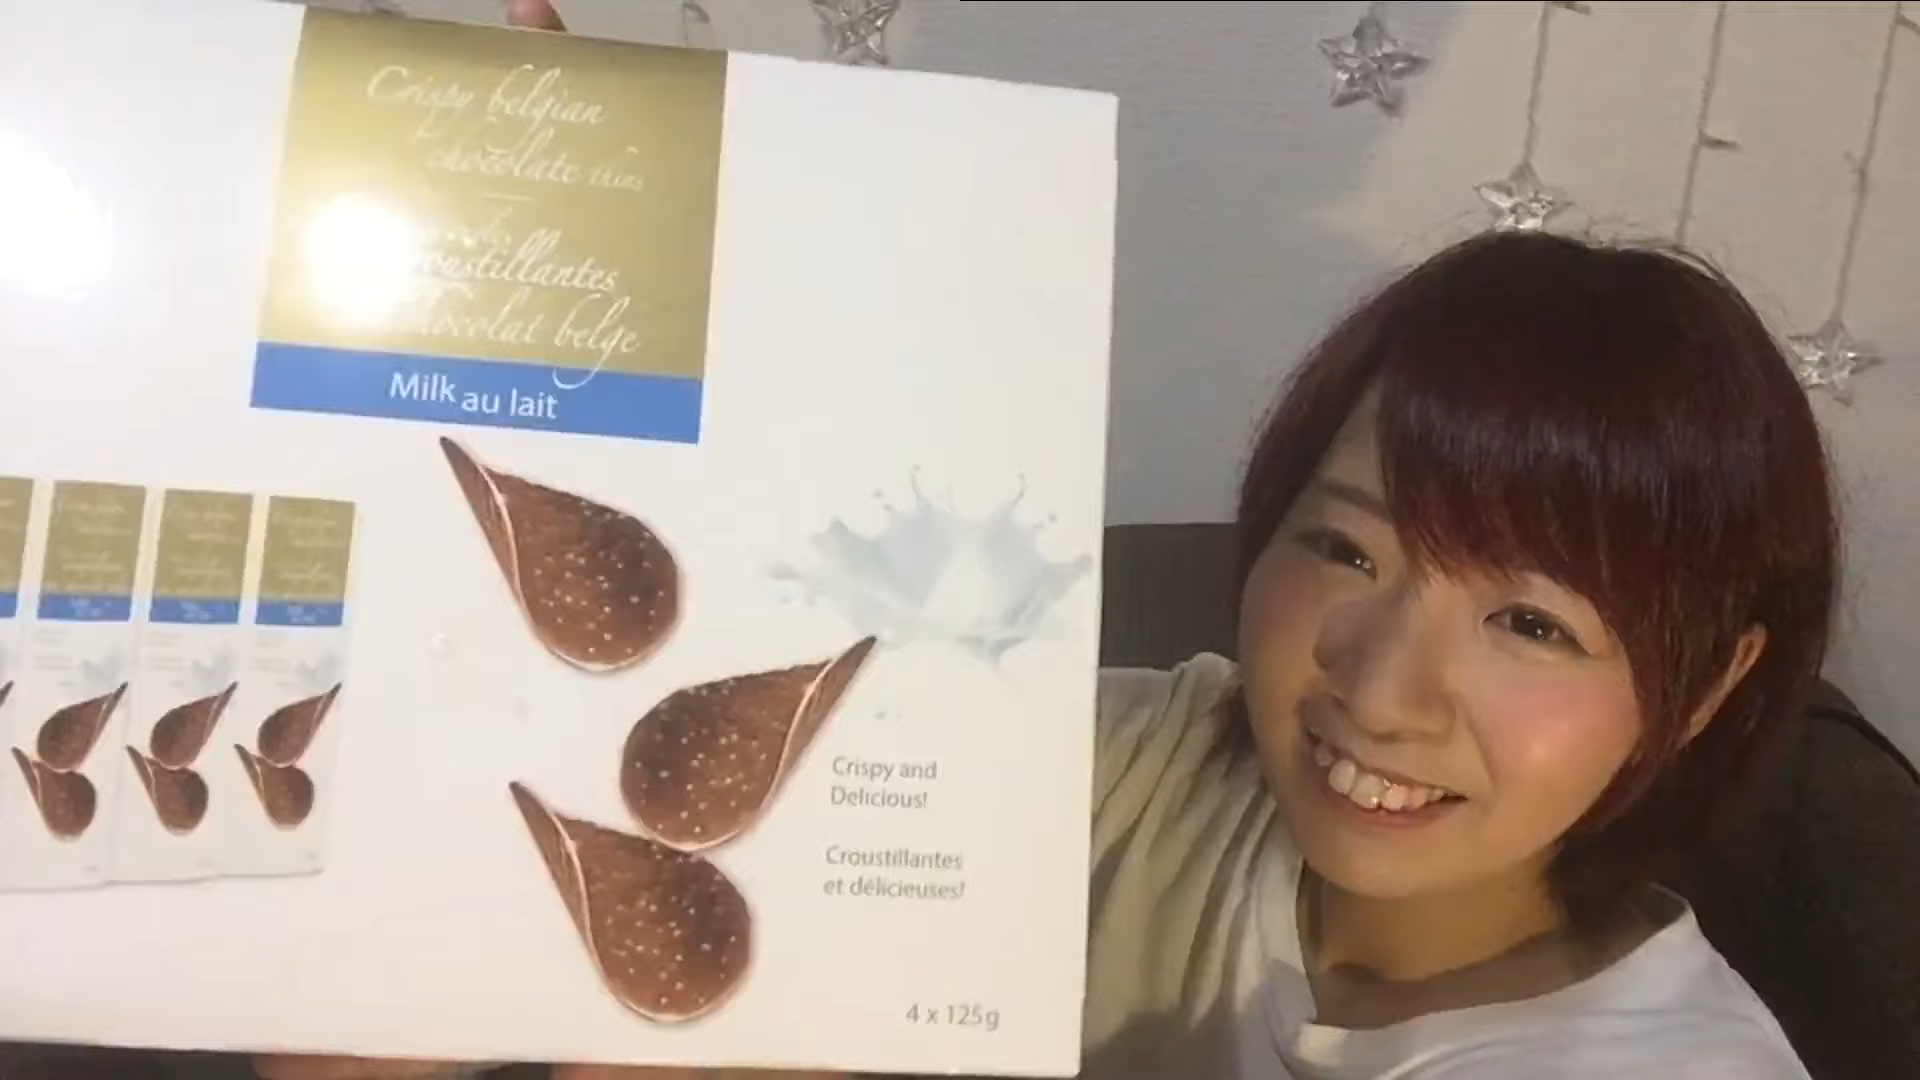 Crispy belgian
chocolate thins
croustillantes
chocolat belge
Milk au lait
Crispy and
Delicious!
Croustillantes
et délicieuses!
4 x 125g